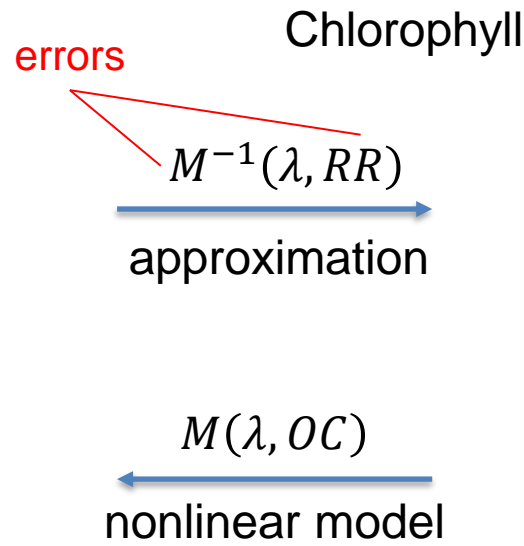 Chlorophyll
errors
𝑀⁻¹(𝜆, 𝑅𝑅)
approximation
𝑀(𝜆, 𝑂𝐶)
nonlinear model